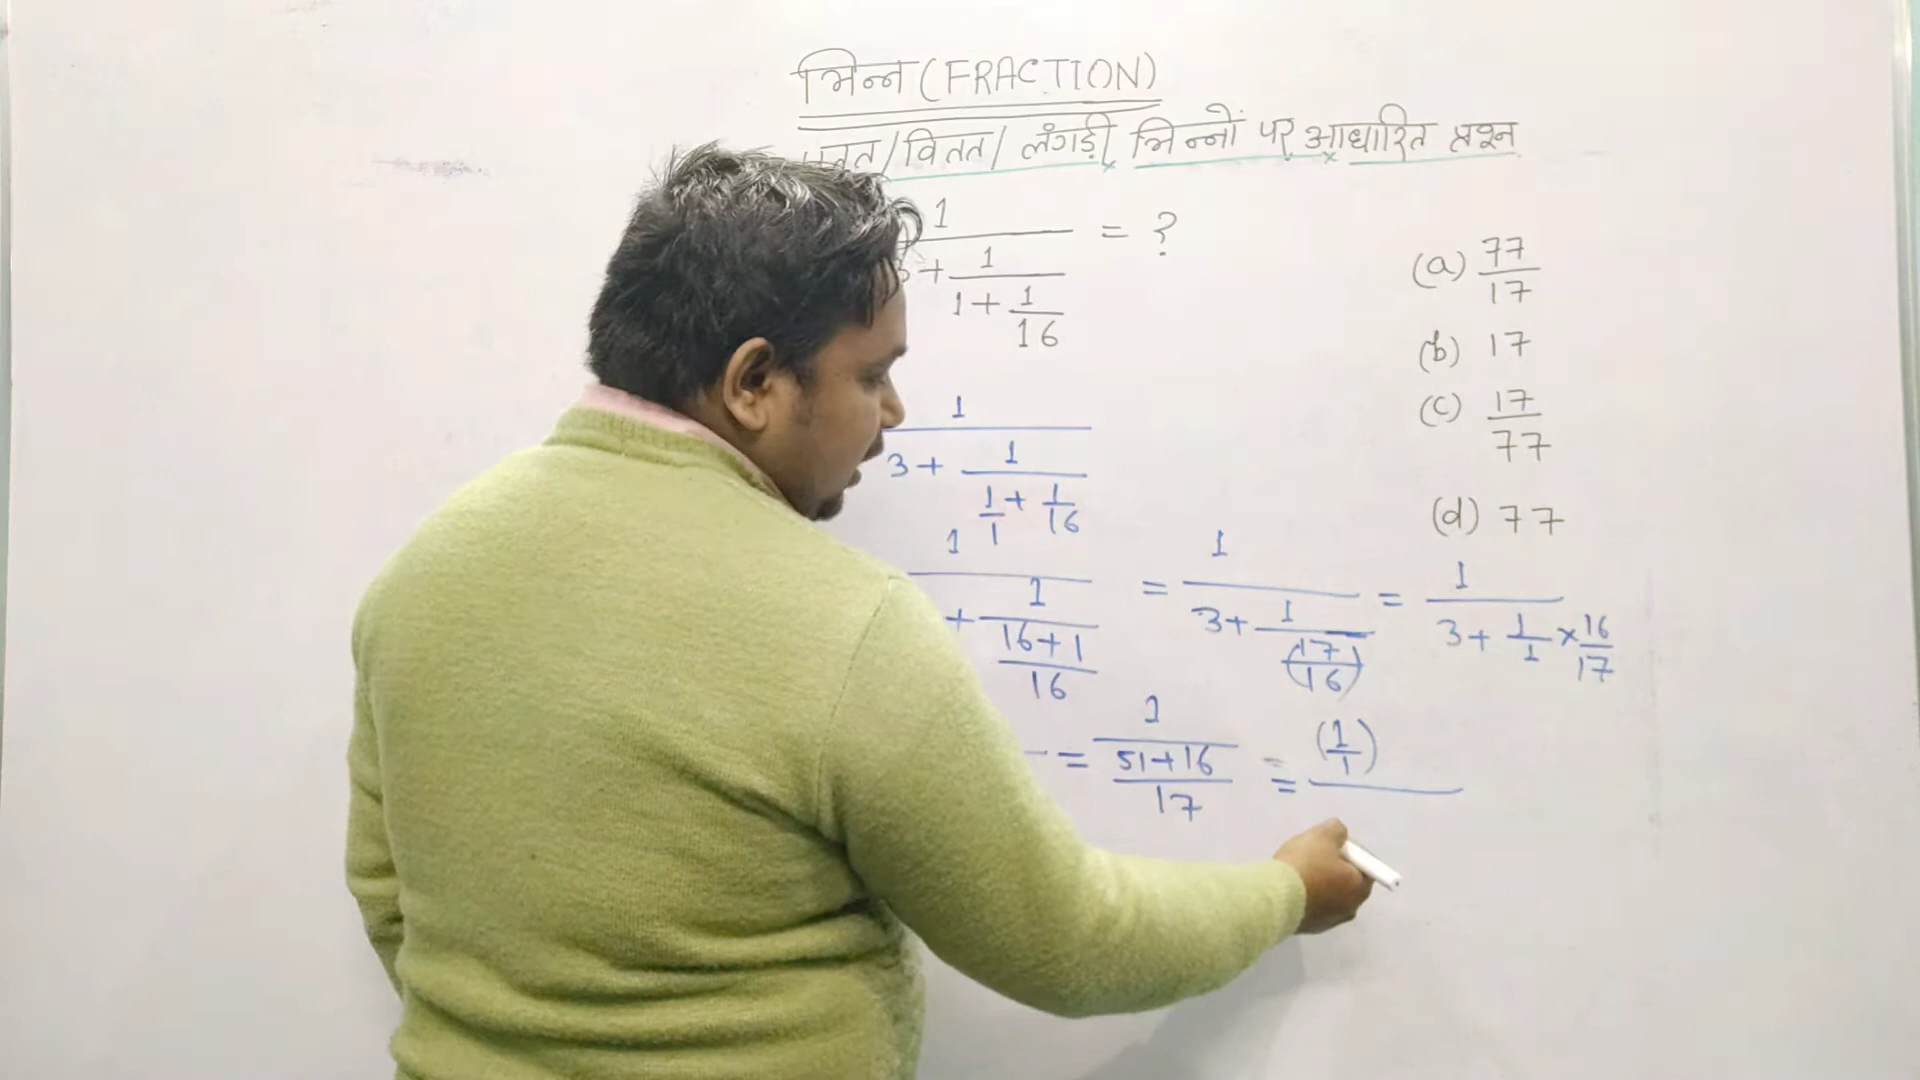 भिन्न (FRACTION)
/वितत/ लंगड़ी भिन्नों पर आधारित प्रश्न
1 / (3 + 1 / (1 + 1/16)) = ?
(a) 77/17
(b) 17
(c) 17/77
(d) 77
1 / (3 + 1 / (1/1 + 1/16))
1 / (+ 1 / ((16+1)/16)) = 1 / (3 + 1 / (17/16)) = 1 / (3 + 1/1 × 16/17)
= 1 / ((51+16)/17) = (1/1)